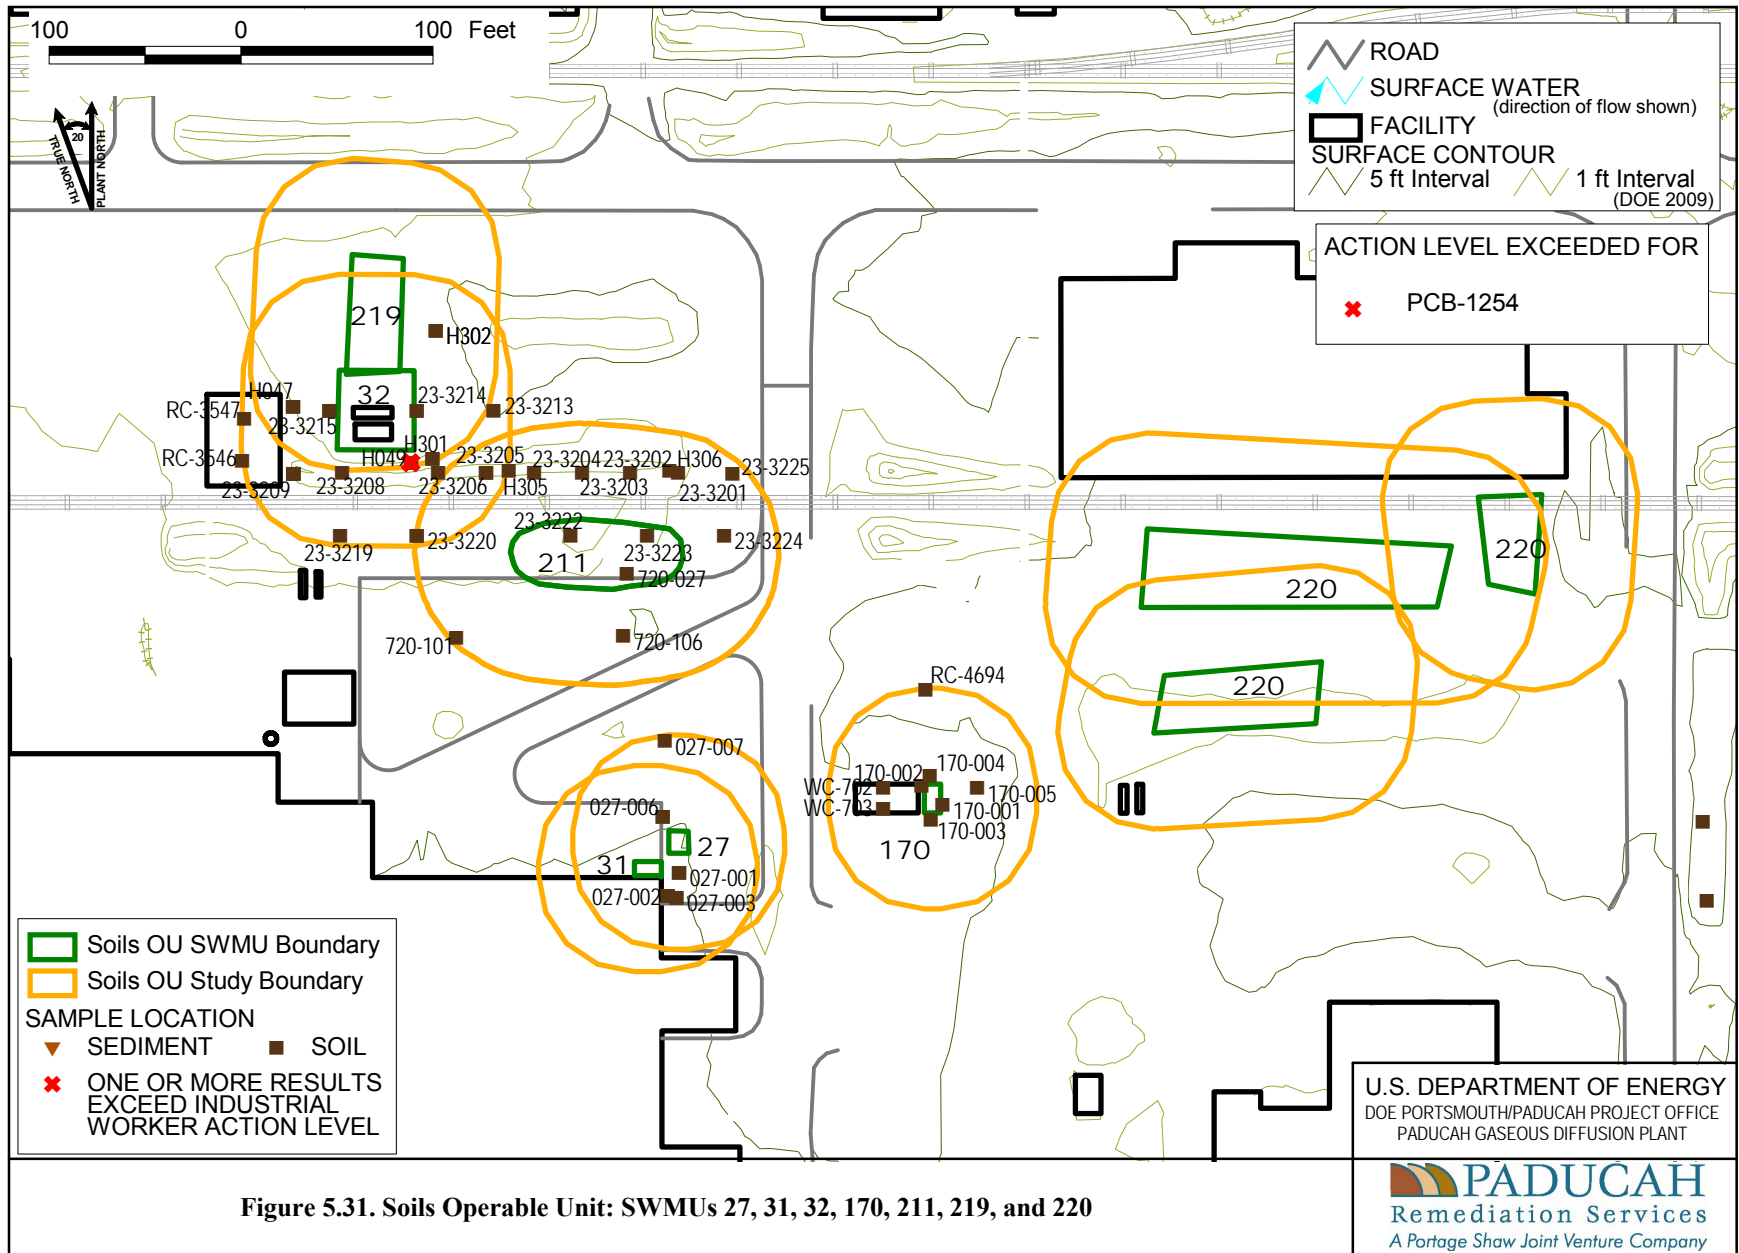 100 0 100 Feet
TRUE NORTH
20
PLANT NORTH
ROAD
SURFACE WATER
(direction of flow shown)
FACILITY
SURFACE CONTOUR
5 ft Interval 1 ft Interval
(DOE 2009)
ACTION LEVEL EXCEEDED FOR
PCB-1254
219
H302
H047
32
23-3214
23-3213
RC-3547
23-3215
H301
RC-3546
H049
23-3205
23-3204
23-3202
H306
23-3225
23-3209
23-3208
23-3206
H305
23-3203
23-3201
23-3222
23-3219
23-3220
211
23-3223
23-3224
720-027
720-101
720-106
220
220
220
RC-4694
027-007
170-002
170-004
WC-702
170-005
WC-703
170-001
170-003
027-006
170
27
31
027-001
027-002
027-003
Soils OU SWMU Boundary
Soils OU Study Boundary
SAMPLE LOCATION
SEDIMENT SOIL
ONE OR MORE RESULTS
EXCEED INDUSTRIAL
WORKER ACTION LEVEL
U.S. DEPARTMENT OF ENERGY
DOE PORTSMOUTH/PADUCAH PROJECT OFFICE
PADUCAH GASEOUS DIFFUSION PLANT
Figure 5.31. Soils Operable Unit: SWMUs 27, 31, 32, 170, 211, 219, and 220
PADUCAH
Remediation Services
A Portage Shaw Joint Venture Company